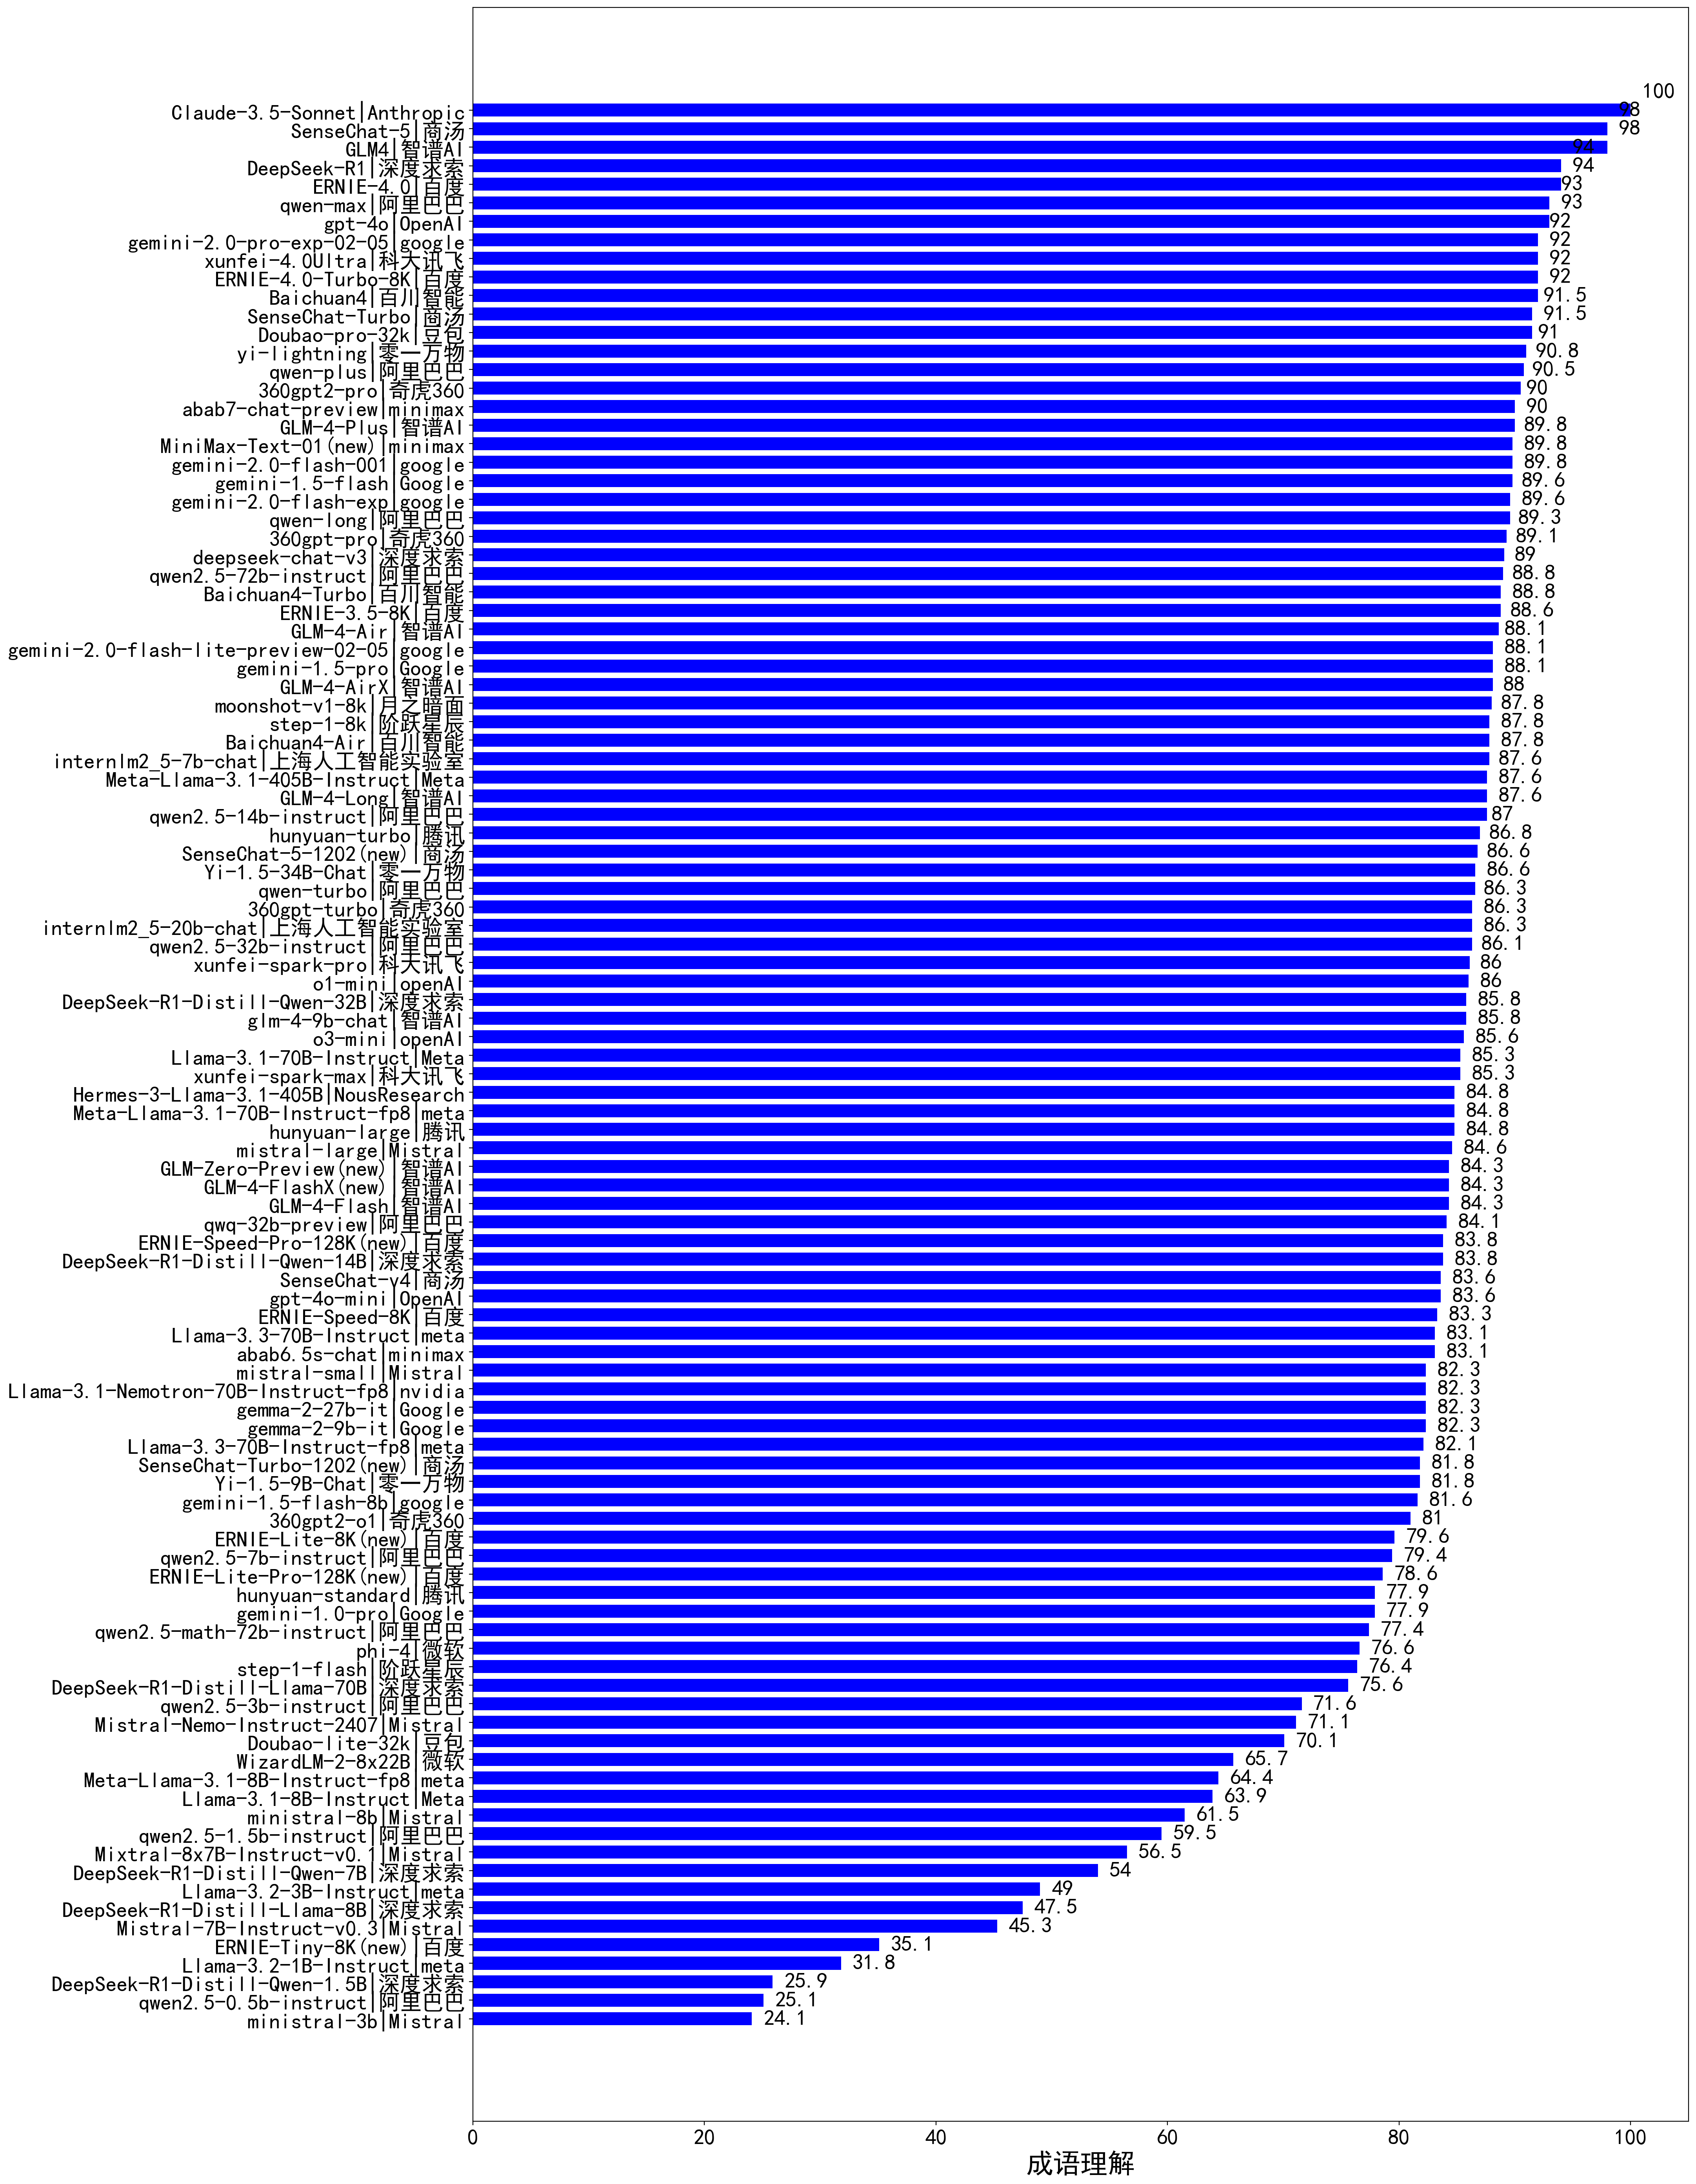 100
Claude-3.5-Sonnet|Anthropic 98
SenseChat-5|商汤 98
GLM4|智谱AI 94
DeepSeek-R1|深度求索 94
ERNIE-4.0|百度 93
qwen-max|阿里巴巴 93
gpt-4o|OpenAI 92
gemini-2.0-pro-exp-02-05|google 92
xunfei-4.0Ultra|科大讯飞 92
ERNIE-4.0-Turbo-8K|百度 92
Baichuan4|百川智能 91.5
SenseChat-Turbo|商汤 91.5
Doubao-pro-32k|豆包 91
yi-lightning|零一万物 90.8
qwen-plus|阿里巴巴 90.5
360gpt2-pro|奇虎360 90
abab7-chat-preview|minimax 90
GLM-4-Plus|智谱AI 89.8
MiniMax-Text-01(new)|minimax 89.8
gemini-2.0-flash-001|google 89.8
gemini-1.5-flash|Google 89.6
gemini-2.0-flash-exp|google 89.6
qwen-long|阿里巴巴 89.3
360gpt-pro|奇虎360 89.1
deepseek-chat-v3|深度求索 89
qwen2.5-72b-instruct|阿里巴巴 88.8
Baichuan4-Turbo|百川智能 88.8
ERNIE-3.5-8K|百度 88.6
GLM-4-Air|智谱AI 88.1
gemini-2.0-flash-lite-preview-02-05|google 88.1
gemini-1.5-pro|Google 88.1
GLM-4-AirX|智谱AI 88
moonshot-v1-8k|月之暗面 87.8
step-1-8k|阶跃星辰 87.8
Baichuan4-Air|百川智能 87.8
internlm2_5-7b-chat|上海人工智能实验室 87.6
Meta-Llama-3.1-405B-Instruct|Meta 87.6
GLM-4-Long|智谱AI 87.6
qwen2.5-14b-instruct|阿里巴巴 87
hunyuan-turbo|腾讯 86.8
SenseChat-5-1202(new)|商汤 86.6
Yi-1.5-34B-Chat|零一万物 86.6
qwen-turbo|阿里巴巴 86.3
360gpt-turbo|奇虎360 86.3
internlm2_5-20b-chat|上海人工智能实验室 86.3
qwen2.5-32b-instruct|阿里巴巴 86.1
xunfei-spark-pro|科大讯飞 86
o1-mini|openAI 86
DeepSeek-R1-Distill-Qwen-32B|深度求索 85.8
glm-4-9b-chat|智谱AI 85.8
o3-mini|openAI 85.6
Llama-3.1-70B-Instruct|Meta 85.3
xunfei-spark-max|科大讯飞 85.3
Hermes-3-Llama-3.1-405B|NousResearch 84.8
Meta-Llama-3.1-70B-Instruct-fp8|meta 84.8
hunyuan-large|腾讯 84.8
mistral-large|Mistral 84.6
GLM-Zero-Preview(new)|智谱AI 84.3
GLM-4-FlashX(new)|智谱AI 84.3
GLM-4-Flash|智谱AI 84.3
qwq-32b-preview|阿里巴巴 84.1
ERNIE-Speed-Pro-128K(new)|百度 83.8
DeepSeek-R1-Distill-Qwen-14B|深度求索 83.8
SenseChat-v4|商汤 83.6
gpt-4o-mini|OpenAI 83.6
ERNIE-Speed-8K|百度 83.3
Llama-3.3-70B-Instruct|meta 83.1
abab6.5s-chat|minimax 83.1
mistral-small|Mistral 82.3
Llama-3.1-Nemotron-70B-Instruct-fp8|nvidia 82.3
gemma-2-27b-it|Google 82.3
gemma-2-9b-it|Google 82.3
Llama-3.3-70B-Instruct-fp8|meta 82.1
SenseChat-Turbo-1202(new)|商汤 81.8
Yi-1.5-9B-Chat|零一万物 81.8
gemini-1.5-flash-8b|google 81.6
360gpt2-o1|奇虎360 81
ERNIE-Lite-8K(new)|百度 79.6
qwen2.5-7b-instruct|阿里巴巴 79.4
ERNIE-Lite-Pro-128K(new)|百度 78.6
hunyuan-standard|腾讯 77.9
gemini-1.0-pro|Google 77.9
qwen2.5-math-72b-instruct|阿里巴巴 77.4
phi-4|微软 76.6
step-1-flash|阶跃星辰 76.4
DeepSeek-R1-Distill-Llama-70B|深度求索 75.6
qwen2.5-3b-instruct|阿里巴巴 71.6
Mistral-Nemo-Instruct-2407|Mistral 71.1
Doubao-lite-32k|豆包 70.1
WizardLM-2-8x22B|微软 65.7
Meta-Llama-3.1-8B-Instruct-fp8|meta 64.4
Llama-3.1-8B-Instruct|Meta 63.9
ministral-8b|Mistral 61.5
qwen2.5-1.5b-instruct|阿里巴巴 59.5
Mixtral-8x7B-Instruct-v0.1|Mistral 56.5
DeepSeek-R1-Distill-Qwen-7B|深度求索 54
Llama-3.2-3B-Instruct|meta 49
DeepSeek-R1-Distill-Llama-8B|深度求索 47.5
Mistral-7B-Instruct-v0.3|Mistral 45.3
ERNIE-Tiny-8K(new)|百度 35.1
Llama-3.2-1B-Instruct|meta 31.8
DeepSeek-R1-Distill-Qwen-1.5B|深度求索 25.9
qwen2.5-0.5b-instruct|阿里巴巴 25.1
ministral-3b|Mistral 24.1
0 20 40 60 80 100
成语理解